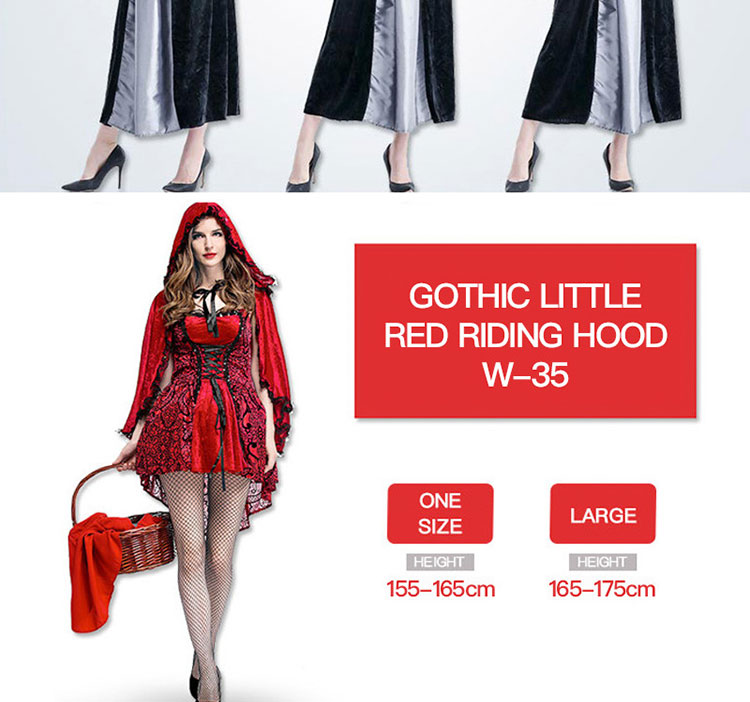 GOTHIC LITTLE
RED RIDING HOOD
W-35
ONE
SIZE
HEIGHT
155-165cm
LARGE
HEIGHT
165-175cm